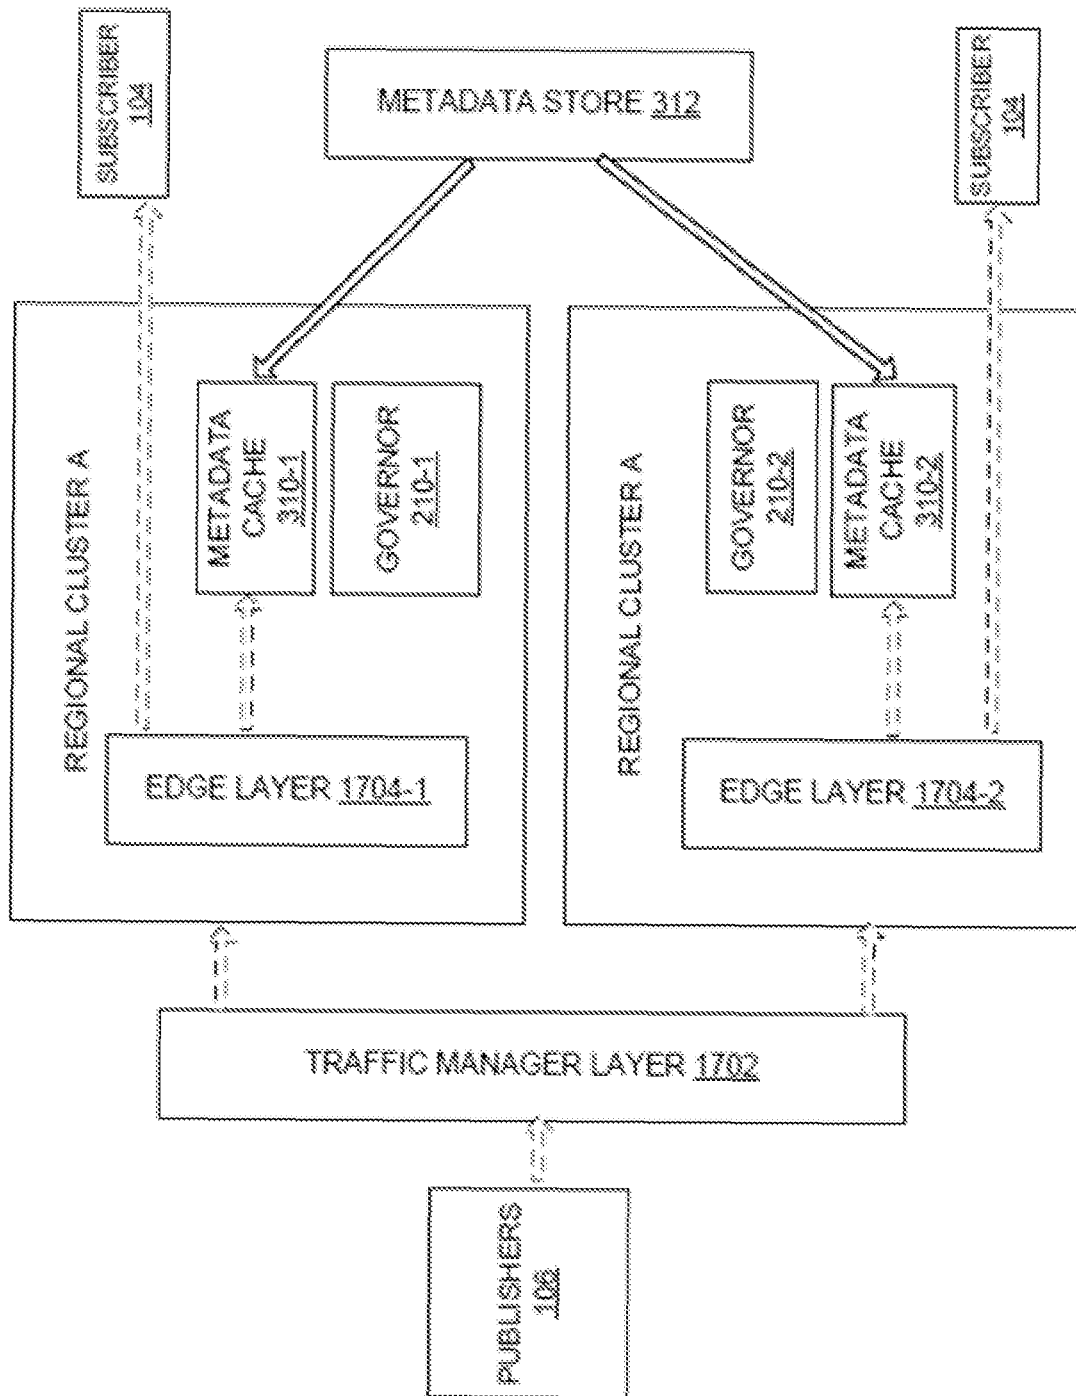 SUBSCRIBER
104
METADATA STORE 312
SUBSCRIBER
104
REGIONAL CLUSTER A
METADATA
CACHE
310-1
GOVERNOR
210-1
EDGE LAYER 1704-1
REGIONAL CLUSTER A
GOVERNOR
210-2
METADATA
CACHE
310-2
EDGE LAYER 1704-2
TRAFFIC MANAGER LAYER 1702
PUBLISHERS
106